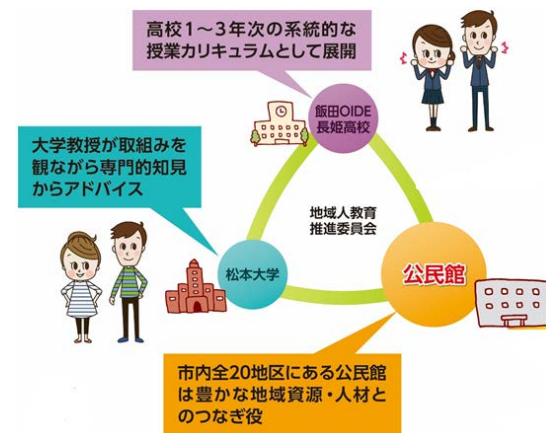 高校1〜3年次の系統的な
授業カリキュラムとして展開
飯田OIDE
長姫高校
大学教授が取組みを
観ながら専門的知見
からアドバイス
地域人教育
推進委員会
松本大学
公民館
市内全20地区にある公民館
は豊かな地域資源・人材と
のつなぎ役